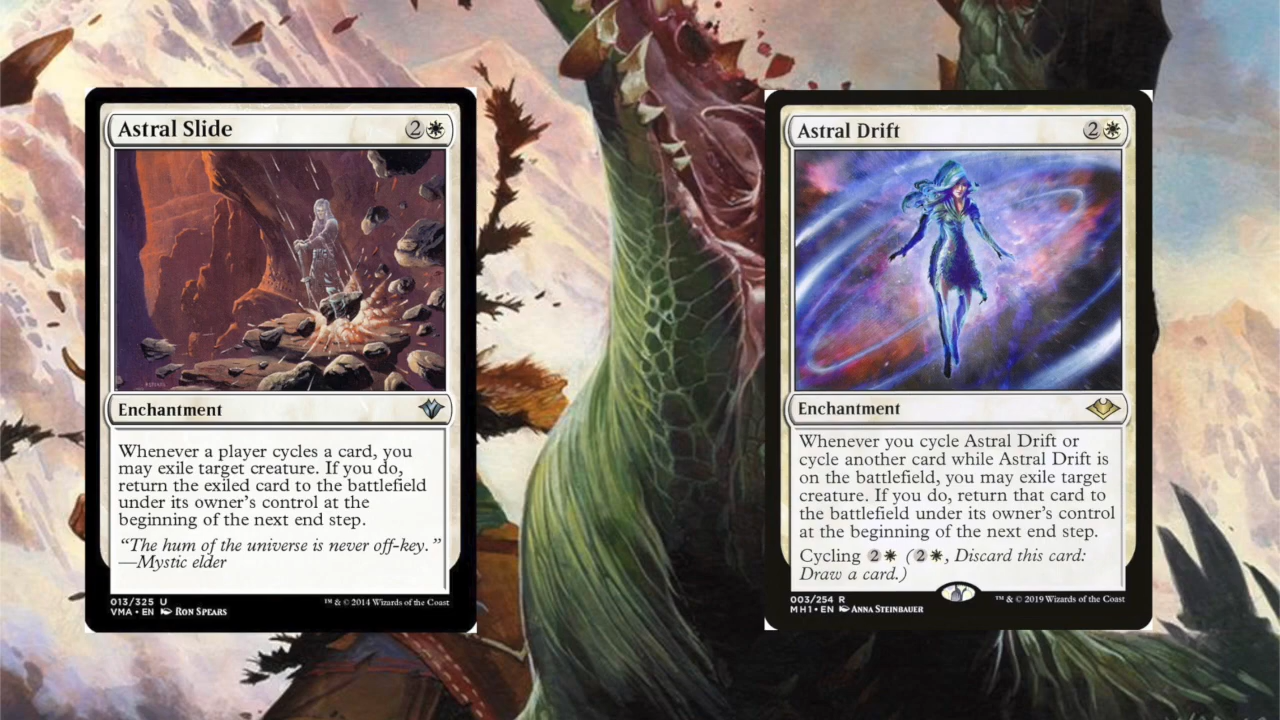 Astral Slide
2
Enchantment
Whenever a player cycles a card, you
may exile target creature. If you do,
return the exiled card to the battlefield
under its owner's control at the
beginning of the next end step.
“The hum of the universe is never off-key.”
—Mystic elder
013/325 U
VMA • EN Ron Spears
™ & © 2014 Wizards of the Coast
Astral Drift
2
Enchantment
Whenever you cycle Astral Drift or
cycle another card while Astral Drift is
on the battlefield, you may exile target
creature. If you do, return that card to
the battlefield under its owner's control
at the beginning of the next end step.
Cycling 2 (2, Discard this card:
Draw a card.)
003/254 R
MH1 • EN Anna Steinbauer
™ & © 2019 Wizards of the Coast